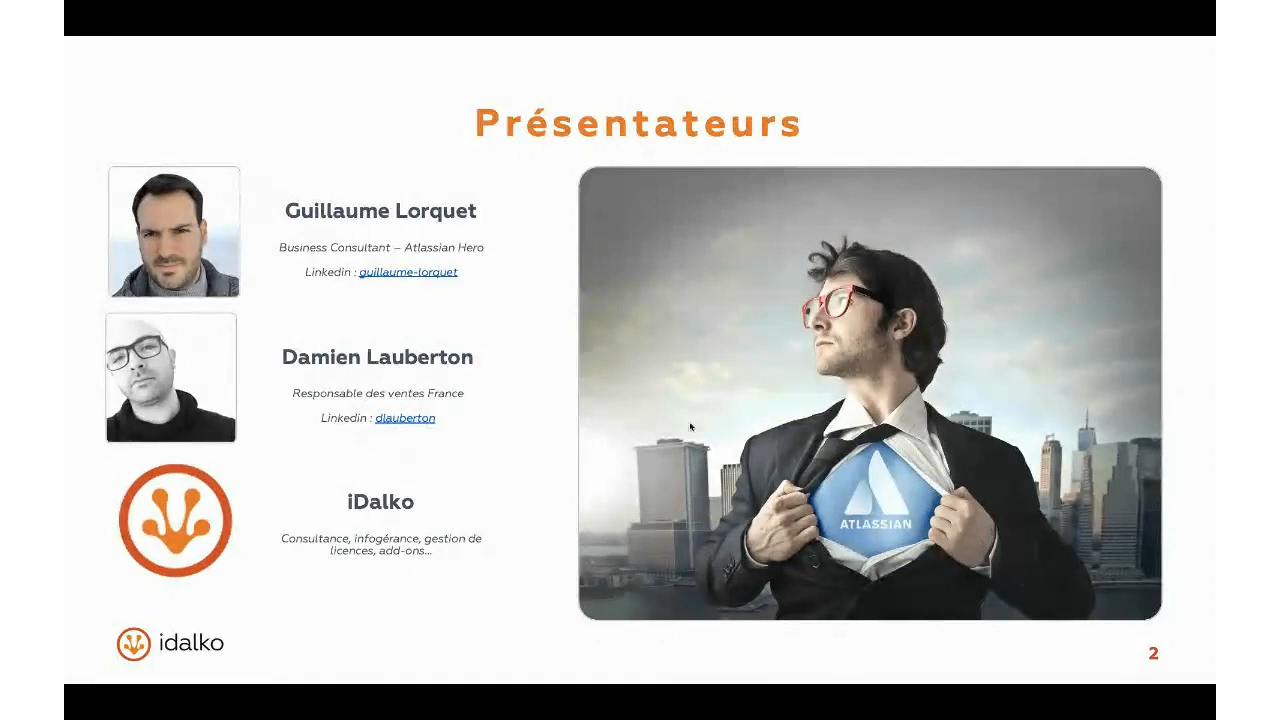 Présentateurs
Guillaume Lorquet
Business Consultant – Atlassian Hero
Linkedin : guillaume-lorquet
Damien Lauberton
Responsable des ventes France
Linkedin : dlauberton
iDalko
Consultance, infogérance, gestion de
licences, add-ons...
ATLASSIAN
idalko
2